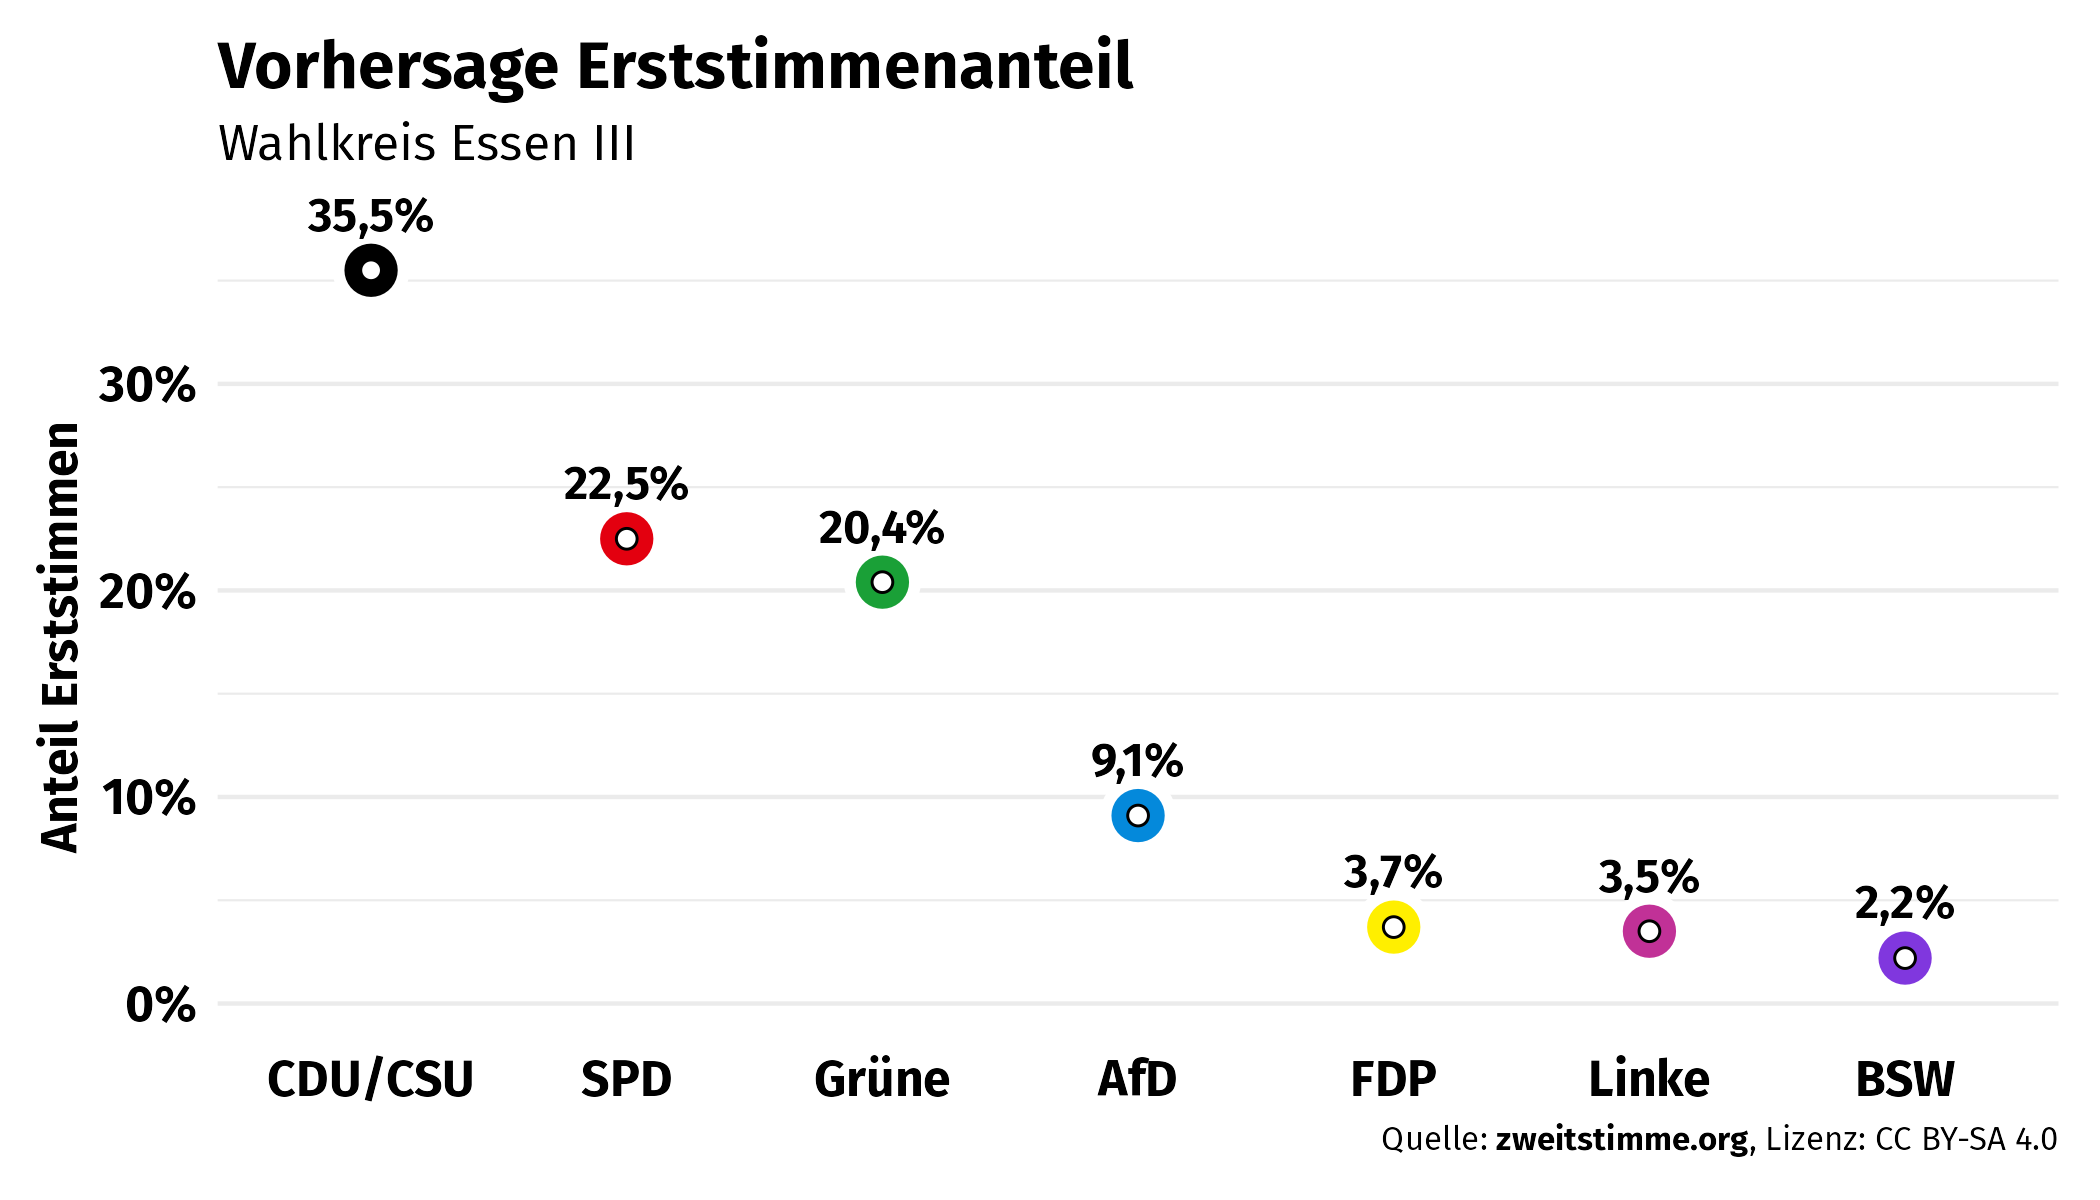 Vorhersage Erststimmenanteil
Wahlkreis Essen III
35,5%
30%
22,5%
20,4%
20%
9,1%
10%
3,7%
3,5%
2,2%
0%
Anteil Erststimmen
CDU/CSU SPD Grüne AfD FDP Linke BSW
Quelle: zweitstimme.org, Lizenz: CC BY-SA 4.0